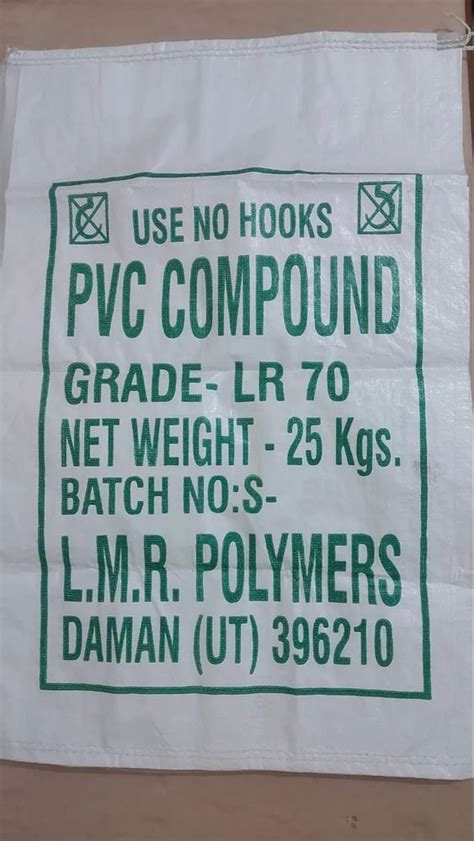 USE NO HOOKS
PVC COMPOUND
GRADE- LR 70
NET WEIGHT - 25 Kgs.
BATCH NO:S-
L.M.R. POLYMERS
DAMAN (UT) 396210